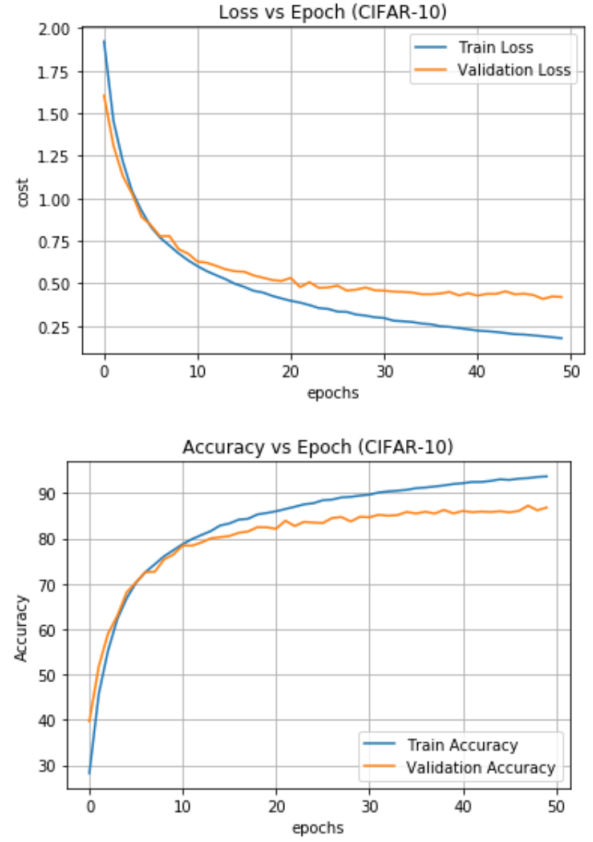 Loss vs Epoch (CIFAR-10)
2.00
1.75
1.50
1.25
1.00
0.75
0.50
0.25
cost
Train Loss
Validation Loss
0 10 20 30 40 50
epochs
Accuracy vs Epoch (CIFAR-10)
90
80
70
60
50
40
30
Accuracy
Train Accuracy
Validation Accuracy
0 10 20 30 40 50
epochs